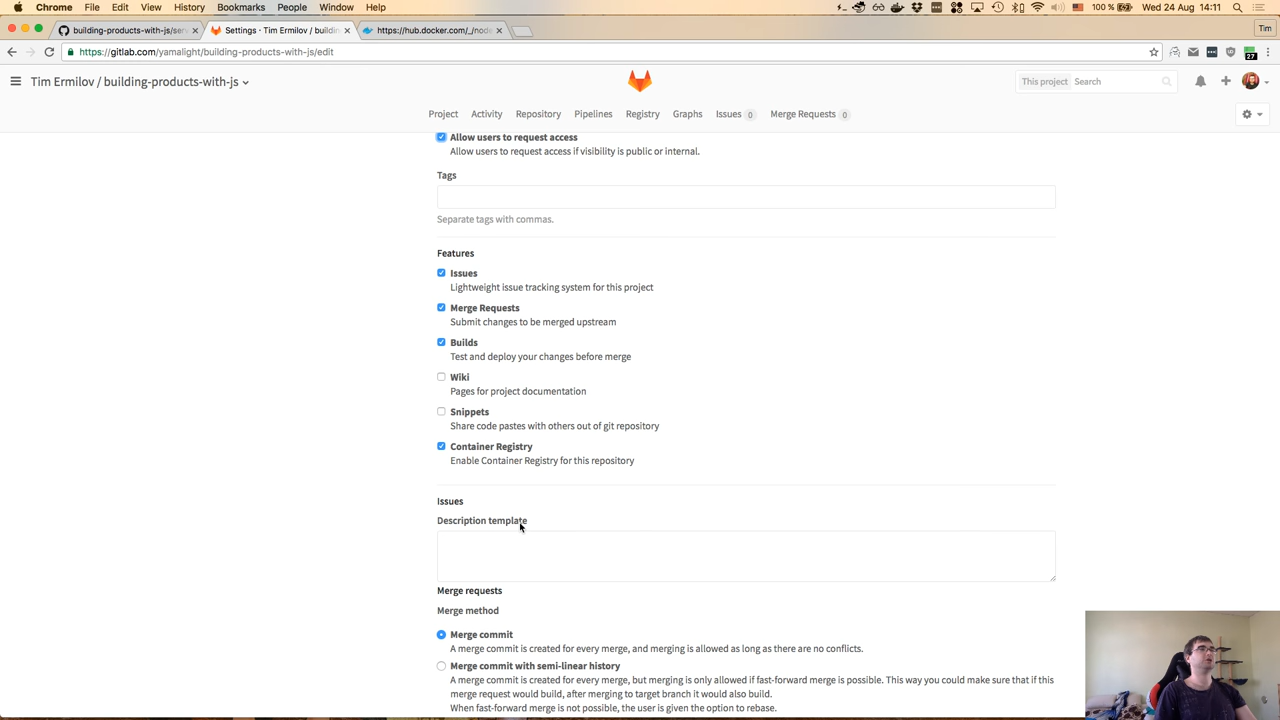 Chrome File Edit View History Bookmarks People Window Help
100 % Wed 24 Aug 14:11
building-products-with-js/serv
Settings · Tim Ermilov / buildin
https://hub.docker.com/_/node
Tim
https://gitlab.com/yamalight/building-products-with-js/edit
27
Tim Ermilov / building-products-with-js
This project Search
Project Activity Repository Pipelines Registry Graphs Issues 0 Merge Requests 0
Allow users to request access
Allow users to request access if visibility is public or internal.
Tags
Separate tags with commas.
Features
Issues
Lightweight issue tracking system for this project
Merge Requests
Submit changes to be merged upstream
Builds
Test and deploy your changes before merge
Wiki
Pages for project documentation
Snippets
Share code pastes with others out of git repository
Container Registry
Enable Container Registry for this repository
Issues
Description template
Merge requests
Merge method
Merge commit
A merge commit is created for every merge, and merging is allowed as long as there are no conflicts.
Merge commit with semi-linear history
A merge commit is created for every merge, but merging is only allowed if fast-forward merge is possible. This way you could make sure that if this
merge request would build, after merging to target branch it would also build.
When fast-forward merge is not possible, the user is given the option to rebase.